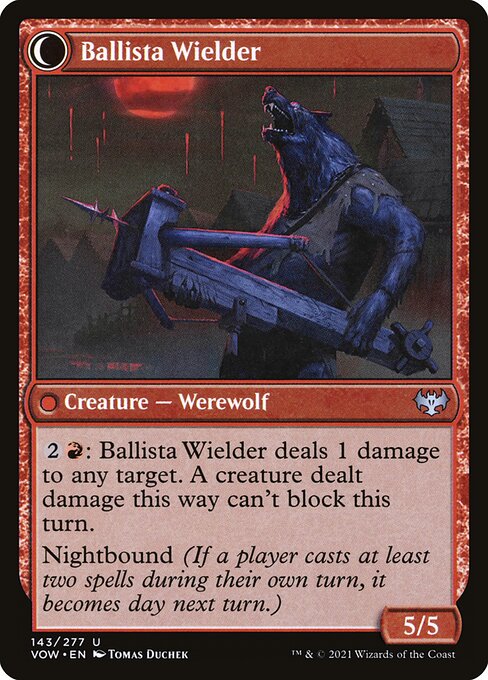 Ballista Wielder
Creature — Werewolf
2 R: Ballista Wielder deals 1 damage
to any target. A creature dealt
damage this way can't block this
turn.
Nightbound (If a player casts at least
two spells during their own turn, it
becomes day next turn.)
5/5
143/277 U
VOW • EN Tomas Duchek
™ & © 2021 Wizards of the Coast